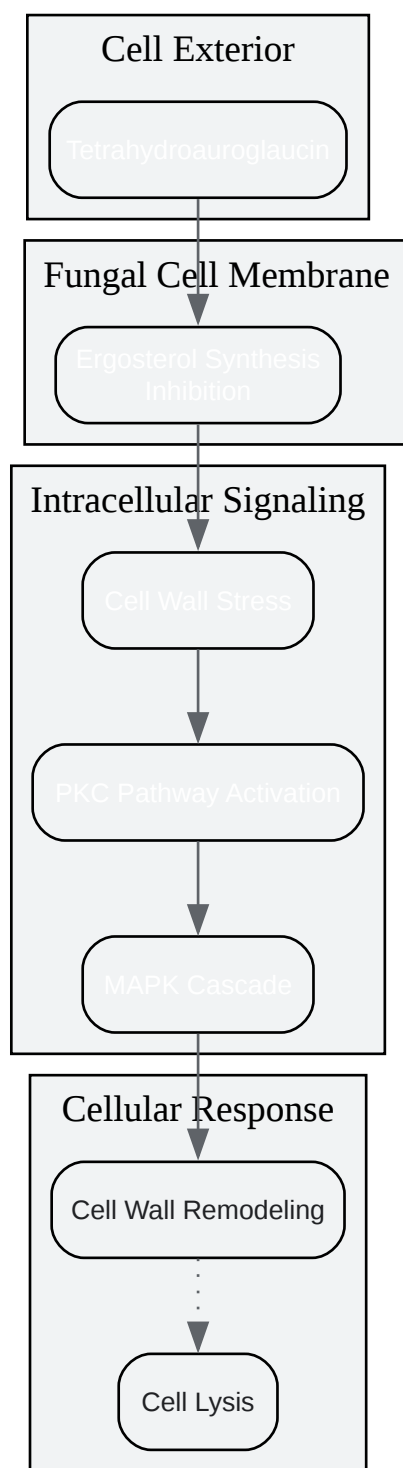 Cell Exterior
Tetrahydroauroglaucin
Fungal Cell Membrane
Ergosterol Synthesis
Inhibition
Intracellular Signaling
Cell Wall Stress
PKC Pathway Activation
MAPK Cascade
Cellular Response
Cell Wall Remodeling
Cell Lysis